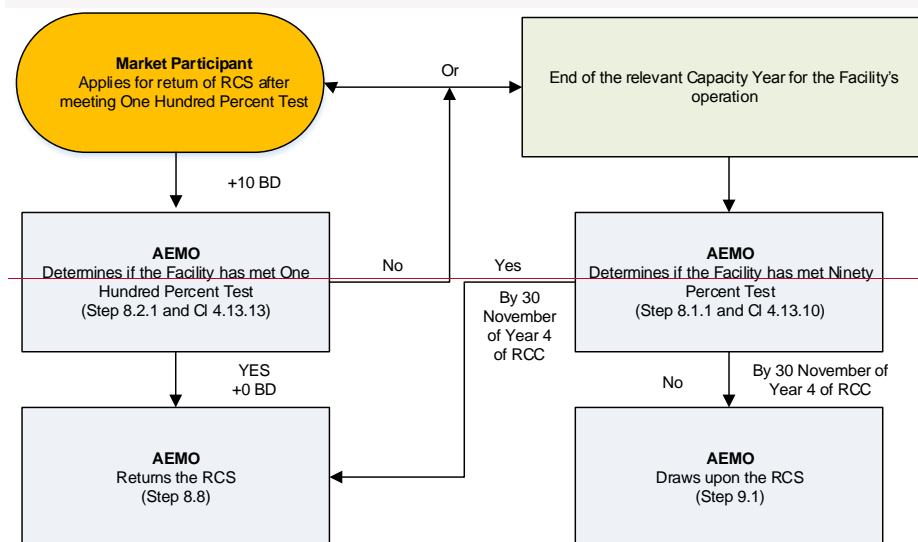 Market Participant
Applies for return of RCS after
meeting One Hundred Percent Test
Or
End of the relevant Capacity Year for the Facility's
operation
+10 BD
AEMO
Determines if the Facility has met One
Hundred Percent Test
(Step 8.2.1 and Cl 4.13.13)
No
Yes
AEMO
Determines if the Facility has met Ninety
Percent Test
(Step 8.1.1 and Cl 4.13.10)
By 30
November
of Year 4
of RCC
YES
+0 BD
No
By 30 November of
Year 4 of RCC
AEMO
Returns the RCS
(Step 8.8)
AEMO
Draws upon the RCS
(Step 9.1)